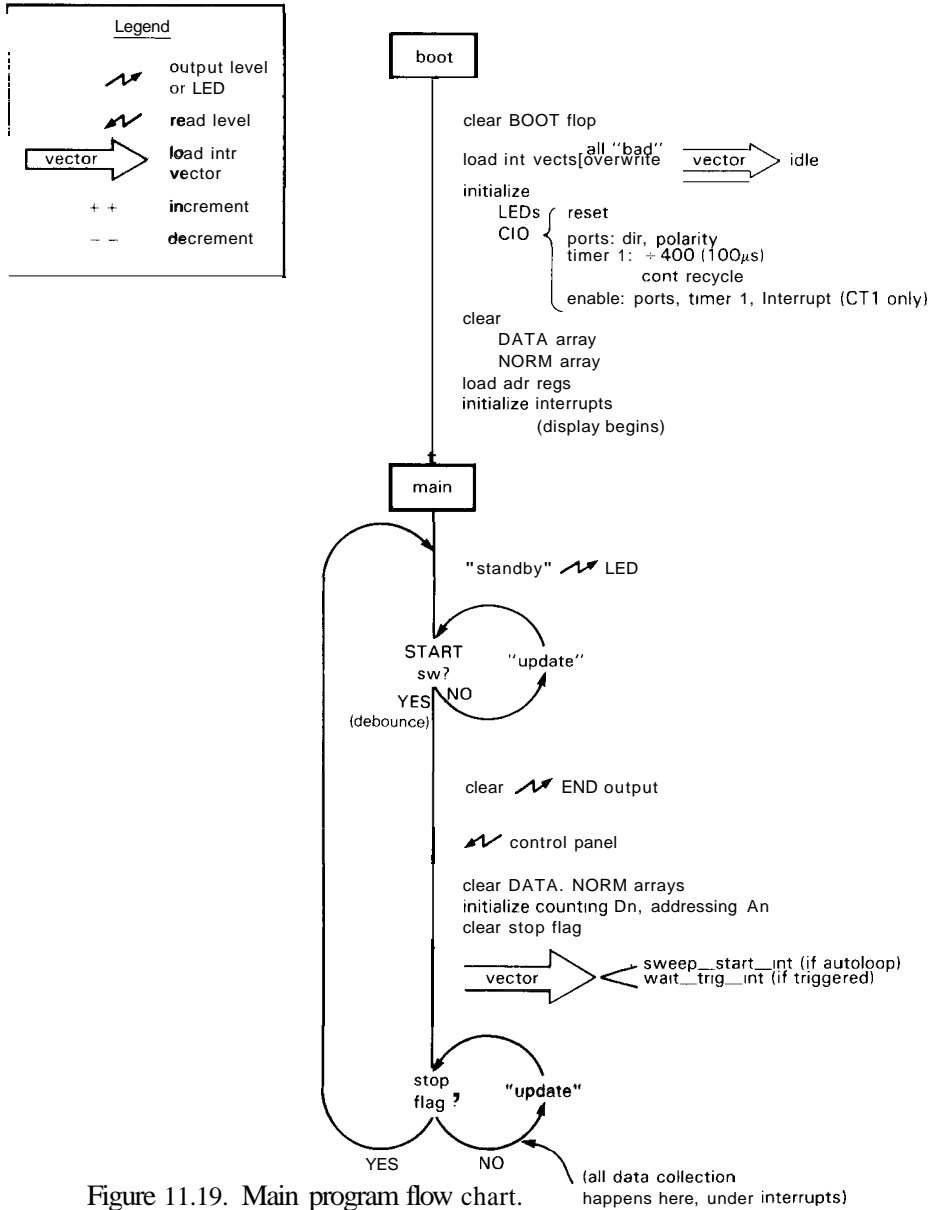 Legend
output level
or LED
read level
vector
load intr
vector
+ + increment
- - decrement
boot
clear BOOT flop
load int vects[overwrite all "bad" vector idle
initialize
LEDs { reset
CIO
ports: dir, polarity
timer 1: ÷400 (100μs)
cont recycle
enable: ports, timer 1, Interrupt (CT1 only)
clear
DATA array
NORM array
load adr regs
initialize interrupts
(display begins)
t
main
"standby" LED
START
sw?
"update"
YES NO
(debounce)
clear END output
control panel
clear DATA. NORM arrays
initialize counting Dn, addressing An
clear stop flag
vector
sweep__start__int (if autoloop)
wait__trig__int (if triggered)
stop
flag ?
"update"
YES NO
(all data collection
happens here, under interrupts)
Figure 11.19. Main program flow chart.